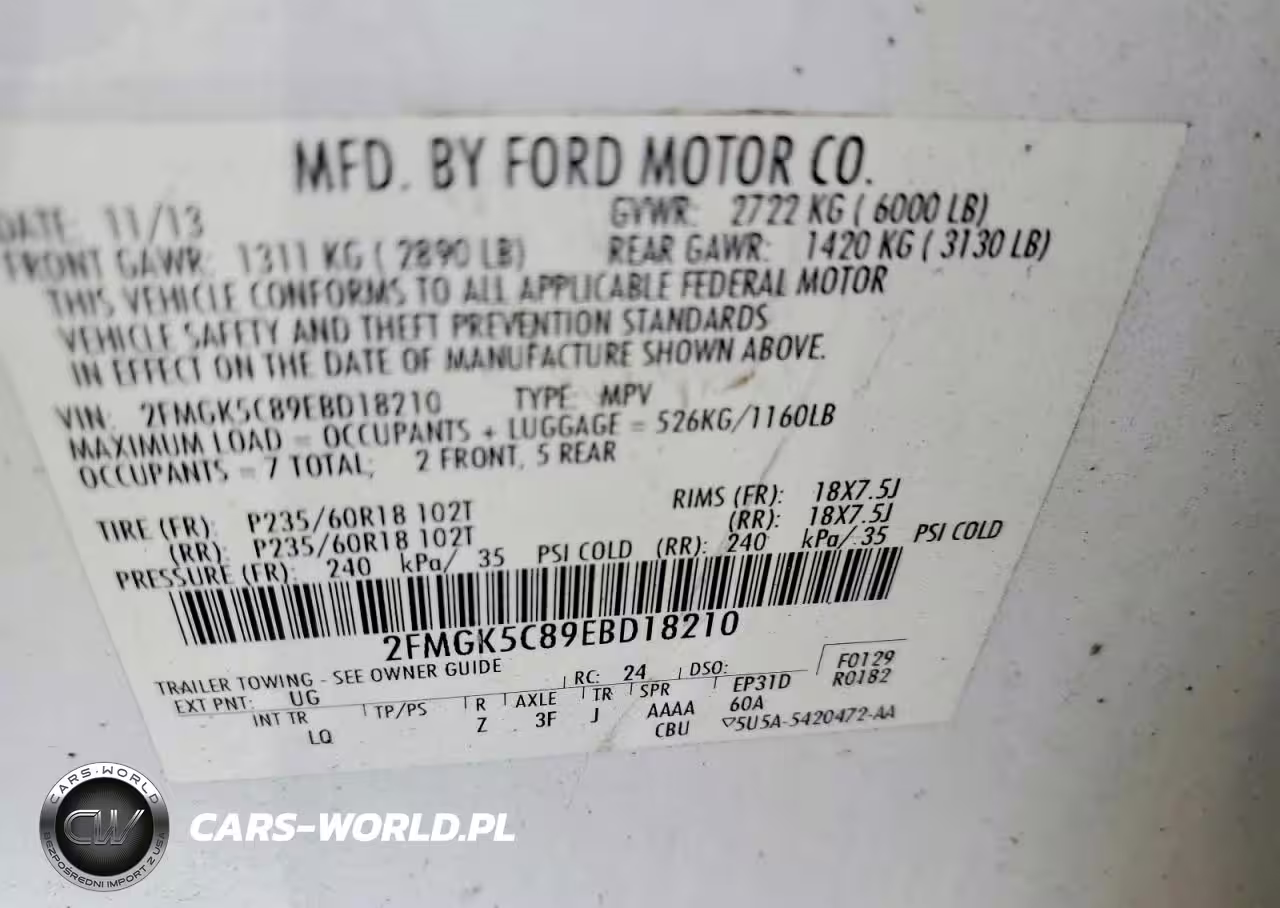 MFD. BY FORD MOTOR CO.
DATE: 11/13 GVWR: 2722 KG ( 6000 LB)
FRONT GAWR: 1311 KG ( 2890 LB) REAR GAWR: 1420 KG ( 3130 LB)
THIS VEHICLE CONFORMS TO ALL APPLICABLE FEDERAL MOTOR
VEHICLE SAFETY AND THEFT PREVENTION STANDARDS
IN EFFECT ON THE DATE OF MANUFACTURE SHOWN ABOVE.
VIN: 2FMGK5C89EBD18210 TYPE: MPV
MAXIMUM LOAD = OCCUPANTS + LUGGAGE = 526KG/1160LB
OCCUPANTS = 7 TOTAL; 2 FRONT, 5 REAR
TIRE (FR): P235/60R18 102T RIMS (FR): 18X7.5J
(RR): P235/60R18 102T (RR): 18X7.5J
PRESSURE (FR): 240 kPa/ 35 PSI COLD (RR): 240 kPa/ 35 PSI COLD
2FMGK5C89EBD18210
TRAILER TOWING - SEE OWNER GUIDE
EXT PNT: UG RC: 24 DSO: F0129
INT TR TP/PS R AXLE TR SPR EP31D R0182
LQ Z 3F J AAAA 60A
CBU ▽5U5A-5420472-AA
CARS-WORLD
CW
BEZPOŚREDNI IMPORT Z USA
CARS-WORLD.PL